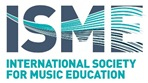 ISME
INTERNATIONAL SOCIETY
FOR MUSIC EDUCATION